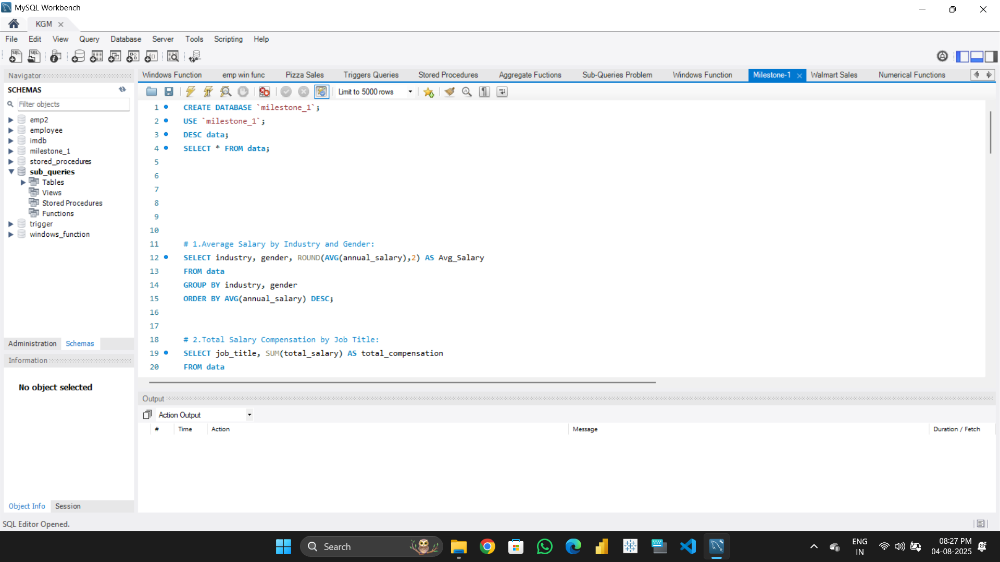 MySQL Workbench
KGM
File Edit View Query Database Server Tools Scripting Help
Navigator
SCHEMAS
Filter objects
emp2
employee
imdb
milestone_1
stored_procedures
sub_queries
Tables
Views
Stored Procedures
Functions
trigger
windows_function
Administration Schemas
Information
No object selected
Object Info Session
Windows Function emp win func Pizza Sales Triggers Queries Stored Procedures Aggregate Fuctions Sub-Queries Problem Windows Function Milestone-1 Walmart Sales Numerical Functions
Limit to 5000 rows
1 CREATE DATABASE `milestone_1`;
2 USE `milestone_1`;
3 DESC data;
4 SELECT * FROM data;
5
6
7
8
9
10
11 # 1.Average Salary by Industry and Gender:
12 SELECT industry, gender, ROUND(AVG(annual_salary),2) AS Avg_Salary
13 FROM data
14 GROUP BY industry, gender
15 ORDER BY AVG(annual_salary) DESC;
16
17
18 # 2.Total Salary Compensation by Job Title:
19 SELECT job_title, SUM(total_salary) AS total_compensation
20 FROM data
Output
Action Output
# Time Action Message Duration / Fetch
SQL Editor Opened.
Search
ENG
IN
08:27 PM
04-08-2025